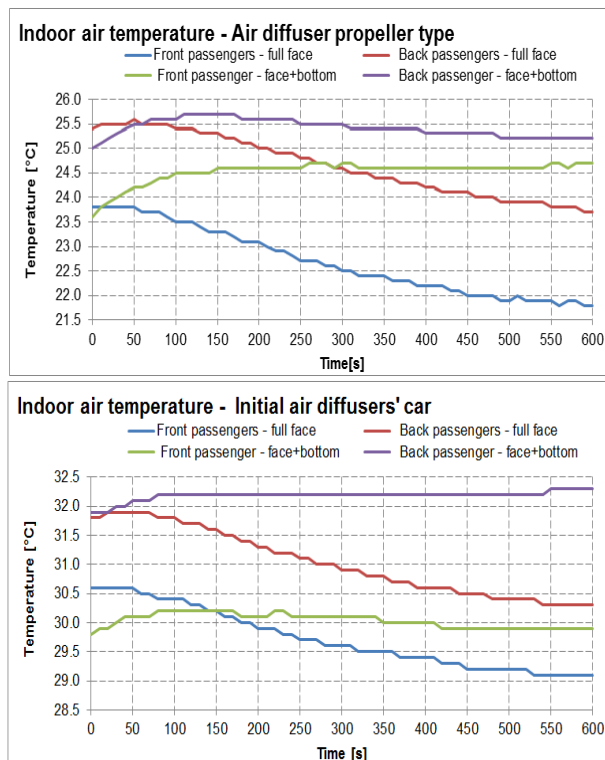 Indoor air temperature - Air diffuser propeller type
Front passengers - full face
Back passengers - full face
Front passenger - face+bottom
Back passenger - face+bottom
Temperature [°C]
26.0
25.5
25.0
24.5
24.0
23.5
23.0
22.5
22.0
21.5
0 50 100 150 200 250 300 350 400 450 500 550 600
Time[s]
Indoor air temperature - Initial air diffusers' car
Front passengers - full face
Back passengers - full face
Front passenger - face+bottom
Back passenger - face+bottom
Temperature [°C]
32.5
32.0
31.5
31.0
30.5
30.0
29.5
29.0
28.5
0 50 100 150 200 250 300 350 400 450 500 550 600
Time [s]